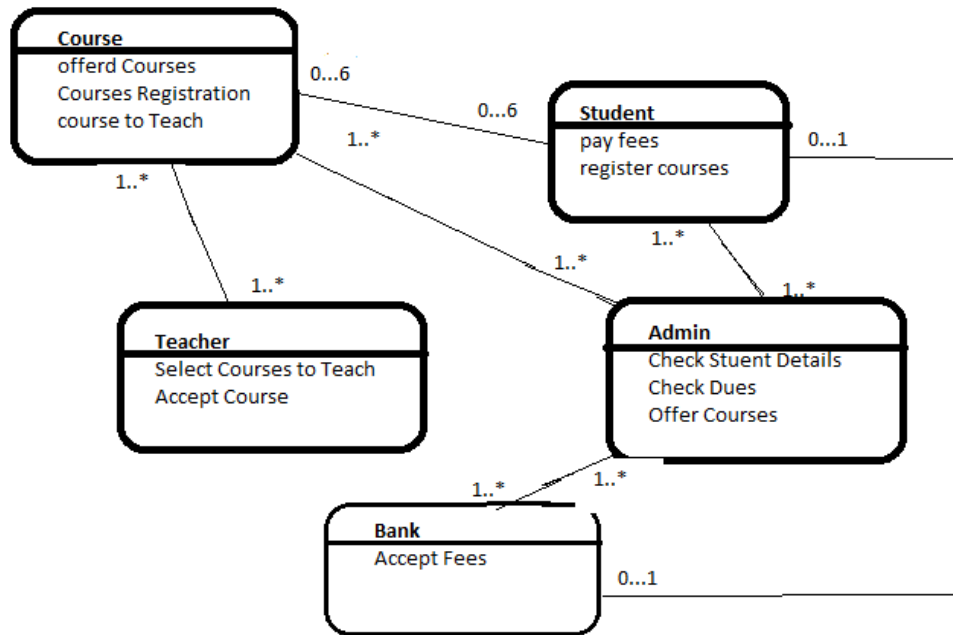 Course
offerd Courses
Courses Registration
course to Teach
0...6
0...6
1..*
1..*
Student
pay fees
register courses
0...1
1..*
1..*
1..*
1..*
Teacher
Select Courses to Teach
Accept Course
Admin
Check Stuent Details
Check Dues
Offer Courses
1..*
1..*
Bank
Accept Fees
0...1